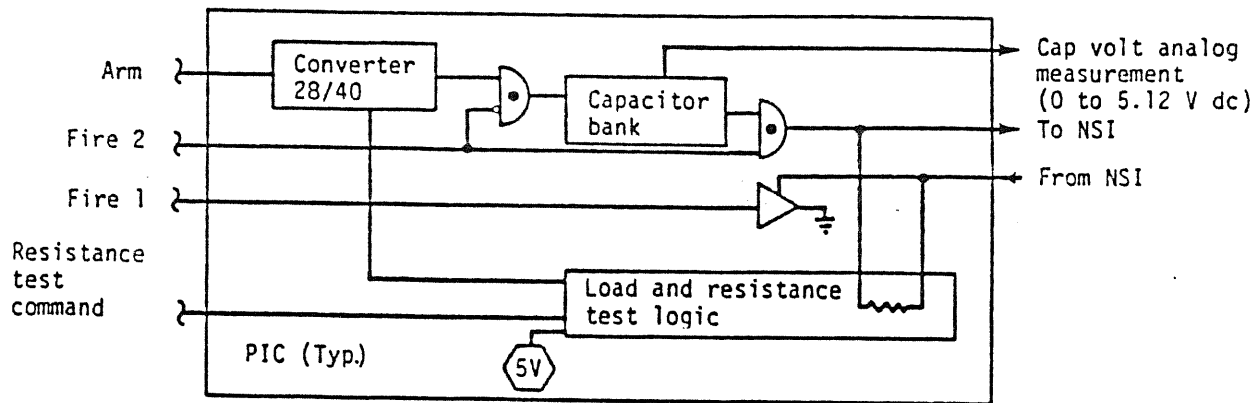 Arm
Converter
28/40
Capacitor
bank
Cap volt analog
measurement
(0 to 5.12 V dc)
Fire 2
To NSI
Fire 1
From NSI
Resistance
test
command
Load and resistance
test logic
PIC (Typ.)
5V